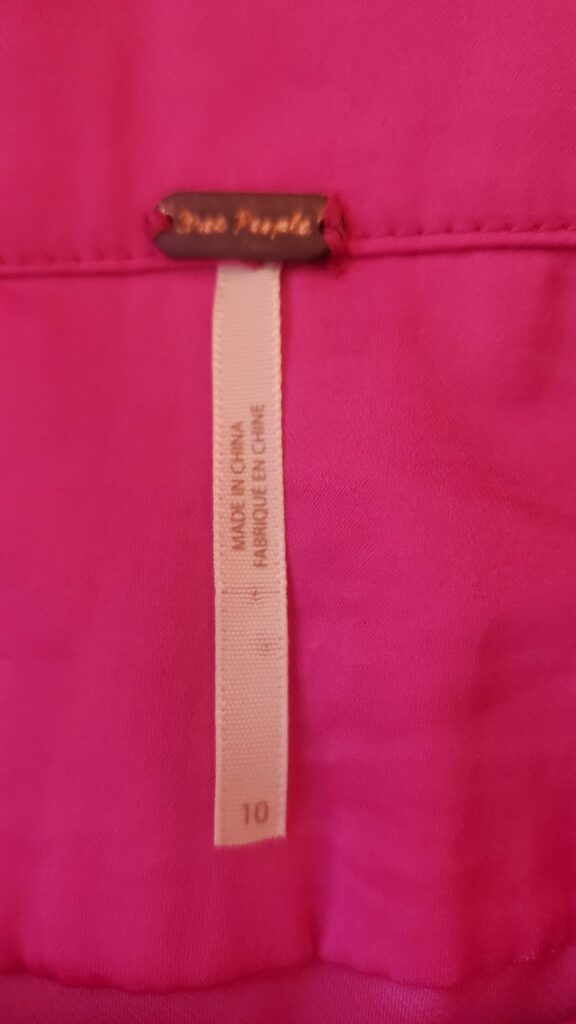 Free People
MADE IN CHINA
FABRIQUÉ EN CHINE
10